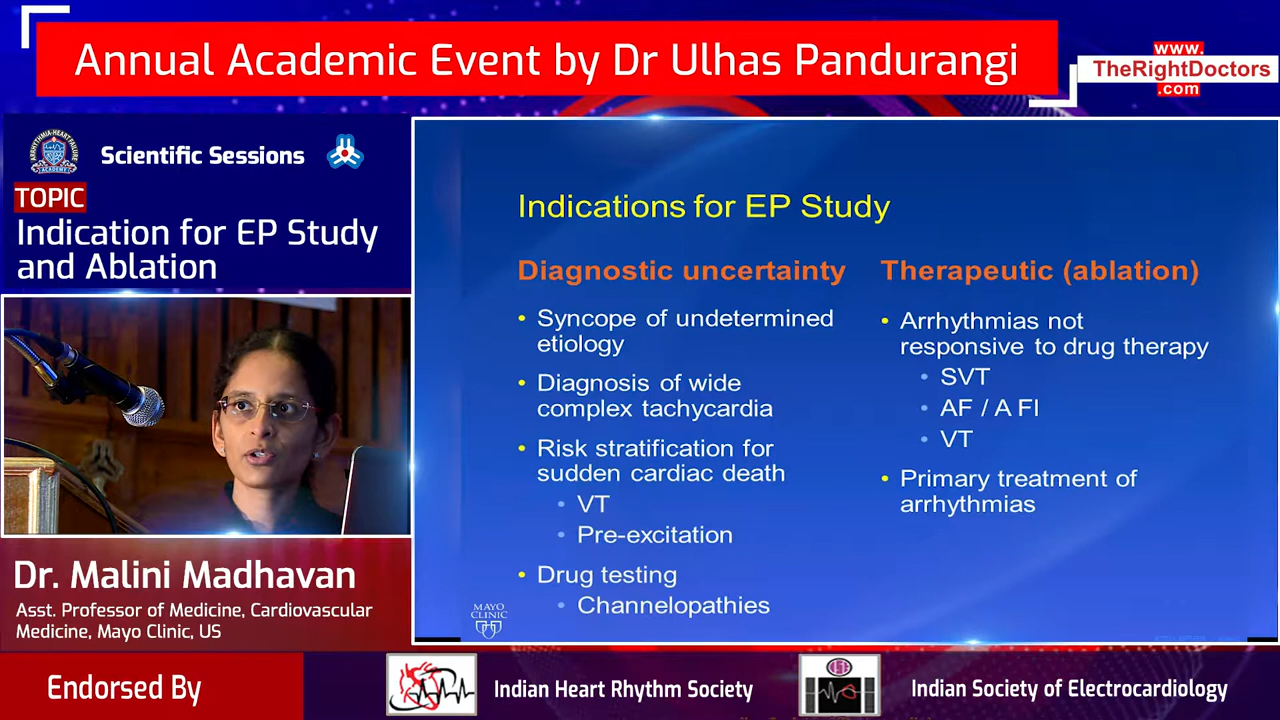 Annual Academic Event by Dr Ulhas Pandurangi
www.
TheRightDoctors
.com
ARRHYTHMIA-HEART FAILURE
ACADEMY
Scientific Sessions
TOPIC
Indication for EP Study
and Ablation
Dr. Malini Madhavan
Asst. Professor of Medicine, Cardiovascular
Medicine, Mayo Clinic, US
Indications for EP Study
Diagnostic uncertainty
• Syncope of undetermined
etiology
• Diagnosis of wide
complex tachycardia
• Risk stratification for
sudden cardiac death
• VT
• Pre-excitation
• Drug testing
• Channelopathies
Therapeutic (ablation)
• Arrhythmias not
responsive to drug therapy
• SVT
• AF / A Fl
• VT
• Primary treatment of
arrhythmias
MAYO
CLINIC
Endorsed By
Indian Heart Rhythm Society
Indian Society of Electrocardiology